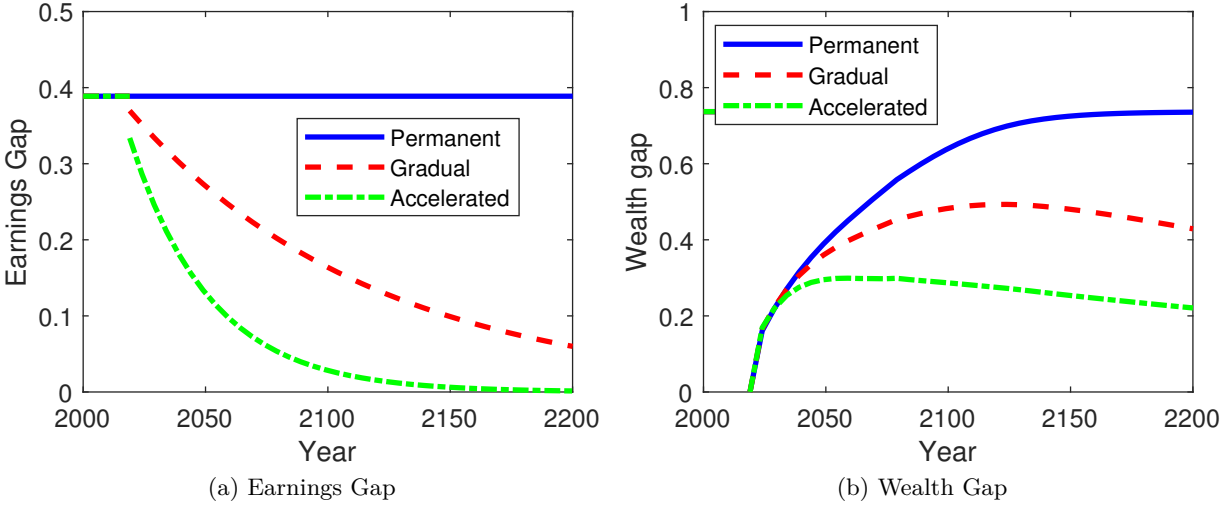 0.5
0.4
0.3
0.2
0.1
0
Earnings Gap
Permanent
Gradual
Accelerated
2000 2050 2100 2150 2200
Year
(a) Earnings Gap
1
0.8
0.6
0.4
0.2
0
Wealth gap
Permanent
Gradual
Accelerated
2000 2050 2100 2150 2200
Year
(b) Wealth Gap